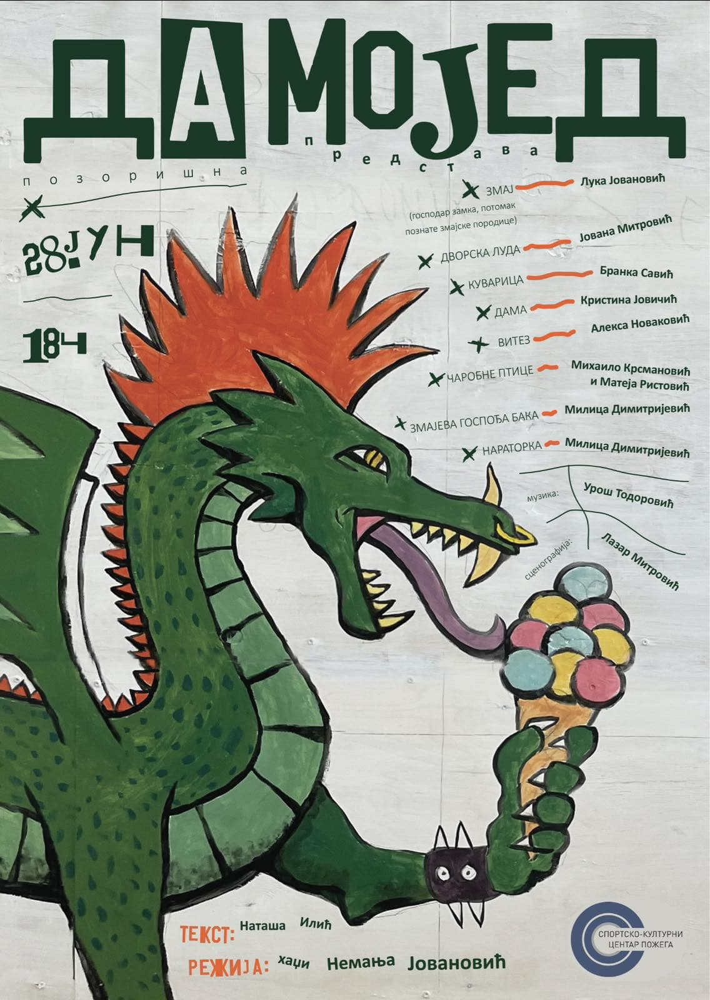 ДАМОЈЕД
позоришна
представа
28. ЈУН
18Ч
ЗМАЈ Лука Јовановић
(господар замка, потомак
познате змајске породице)
ДВОРСКА ЛУДА Јована Митровић
КУВАРИЦА Бранка Савић
ДАМА Кристина Јовичић
ВИТЕЗ Алекса Новаковић
ЧАРОБНЕ ПТИЦЕ Михаило Крсмановић
и Матеја Ристовић
ЗМАЈЕВА ГОСПОЂА БАКА Милица Димитријевић
НАРАТОРКА Милица Димитријевић
музика: Урош Тодоровић
сценографија: Лазар Митровић
ТЕКСТ: Наташа Илић
РЕЖИЈА: хаџи Немања Јовановић
СПОРТСКО-КУЛТУРНИ
ЦЕНТАР ПОЖЕГА